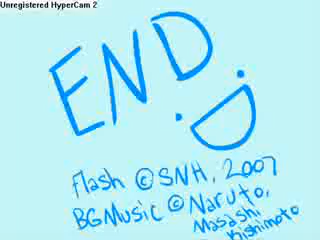 Unregistered HyperCam 2
END
:D
Flash © SNH, 2007
BGMusic © Naruto,
Masashi
Kishimoto